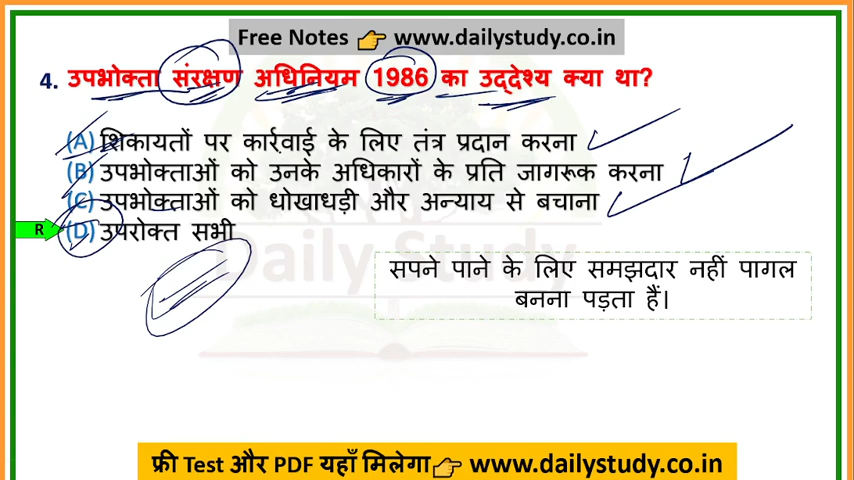 Free Notes 👉 www.dailystudy.co.in
4. उपभोक्ता संरक्षण अधिनियम 1986 का उद्देश्य क्या था?
(A) शिकायतों पर कार्रवाई के लिए तंत्र प्रदान करना
(B) उपभोक्ताओं को उनके अधिकारों के प्रति जागरूक करना
(C) उपभोक्ताओं को धोखाधड़ी और अन्याय से बचाना
R (D) उपरोक्त सभी
Daily Study
सपने पाने के लिए समझदार नहीं पागल
बनना पड़ता हैं।
फ्री Test और PDF यहाँ मिलेगा👉 www.dailystudy.co.in